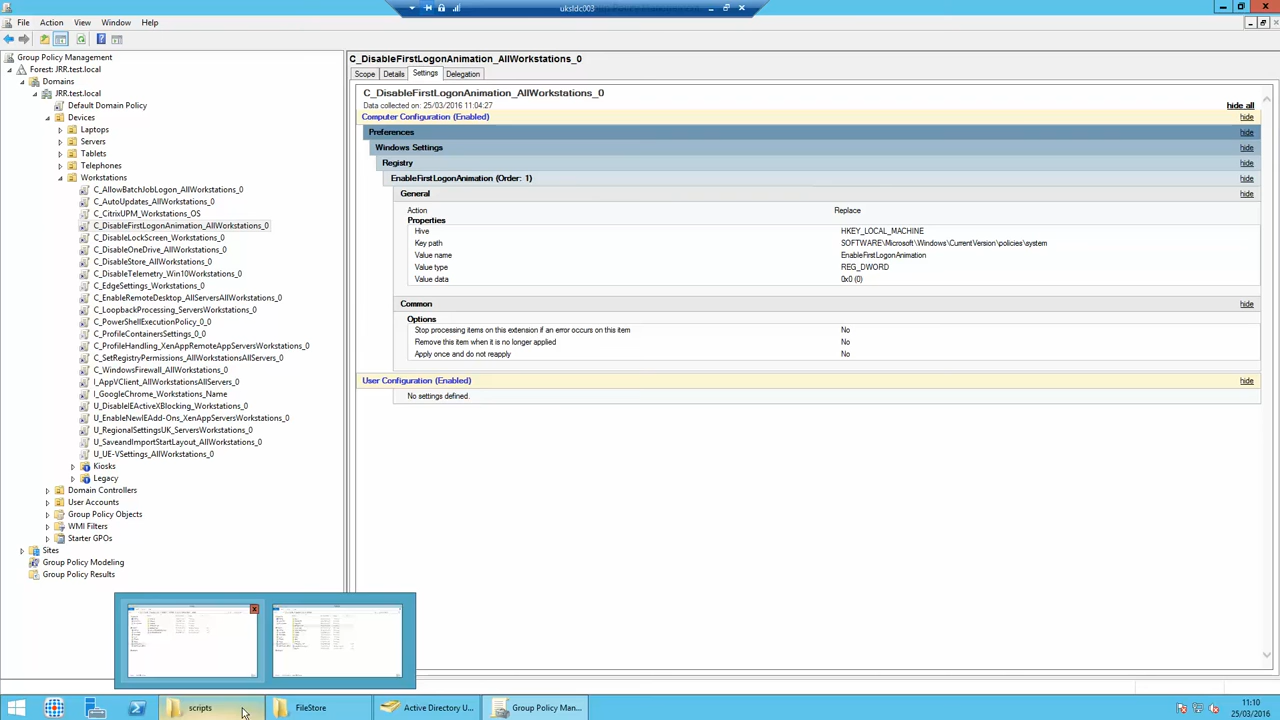 uksldc003
File Action View Window Help
Group Policy Management
Forest: JRR.test.local
Domains
JRR.test.local
Default Domain Policy
Devices
Laptops
Servers
Tablets
Telephones
Workstations
C_AllowBatchJobLogon_AllWorkstations_0
C_AutoUpdates_AllWorkstations_0
C_CitrixUPM_Workstations_OS
C_DisableFirstLogonAnimation_AllWorkstations_0
C_DisableLockScreen_Workstations_0
C_DisableOneDrive_AllWorkstations_0
C_DisableStore_AllWorkstations_0
C_DisableTelemetry_Win10Workstations_0
C_EdgeSettings_Workstations_0
C_EnableRemoteDesktop_AllServersAllWorkstations_0
C_LoopbackProcessing_ServersWorkstations_0
C_PowerShellExecutionPolicy_0_0
C_ProfileContainersSettings_0_0
C_ProfileHandling_XenAppRemoteAppServersWorkstations_0
C_SetRegistryPermissions_AllWorkstationsAllServers_0
C_WindowsFirewall_AllWorkstations_0
I_AppVClient_AllWorkstationsAllServers_0
I_GoogleChrome_Workstations_Name
U_DisableIEActiveXBlocking_Workstations_0
U_EnableNewIEAdd-Ons_XenAppServersWorkstations_0
U_RegionalSettingsUK_ServersWorkstations_0
U_SaveandImportStartLayout_AllWorkstations_0
U_UE-VSettings_AllWorkstations_0
Kiosks
Legacy
Domain Controllers
User Accounts
Group Policy Objects
WMI Filters
Starter GPOs
Sites
Group Policy Modeling
Group Policy Results
C_DisableFirstLogonAnimation_AllWorkstations_0
Scope Details Settings Delegation
C_DisableFirstLogonAnimation_AllWorkstations_0
Data collected on: 25/03/2016 11:04:27 hide all
Computer Configuration (Enabled) hide
Preferences hide
Windows Settings hide
Registry hide
EnableFirstLogonAnimation (Order: 1) hide
General hide
Action Replace
Properties
Hive HKEY_LOCAL_MACHINE
Key path SOFTWARE\Microsoft\Windows\CurrentVersion\policies\system
Value name EnableFirstLogonAnimation
Value type REG_DWORD
Value data 0x0 (0)
Common hide
Options
Stop processing items on this extension if an error occurs on this item No
Remove this item when it is no longer applied No
Apply once and do not reapply No
User Configuration (Enabled) hide
No settings defined.
scripts FileStore Active Directory U... Group Policy Man...
11:10
25/03/2016